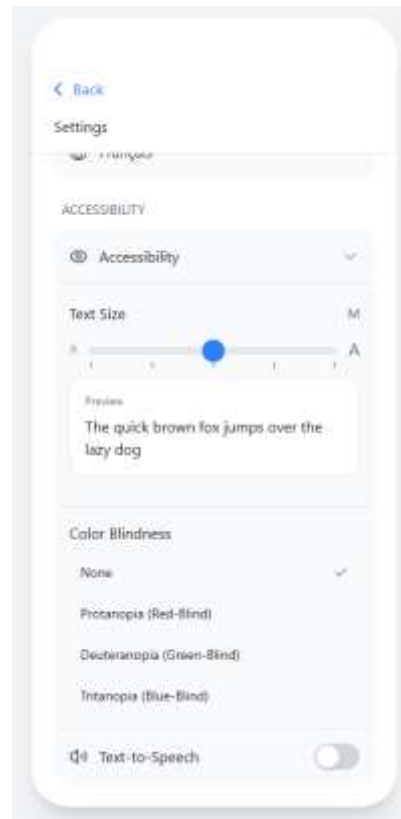 Back
Settings
Français
ACCESSIBILITY
Accessibility
Text Size M
A A
Preview
The quick brown fox jumps over the
lazy dog
Color Blindness
None
Protanopia (Red-Blind)
Deuteranopia (Green-Blind)
Tritanopia (Blue-Blind)
Text-to-Speech